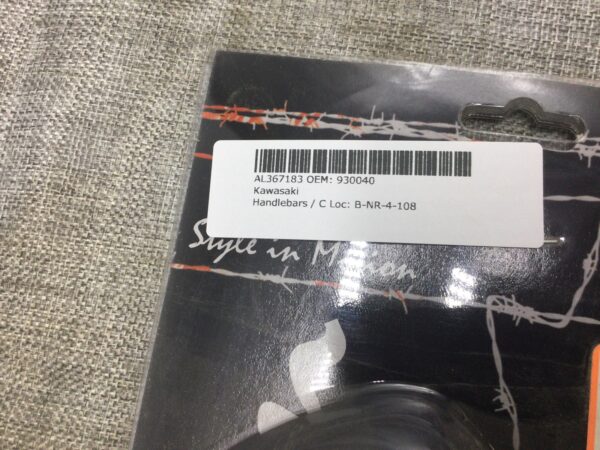 AL367183 OEM: 930040
Kawasaki
Handlebars / C Loc: B-NR-4-108
Style in Motion